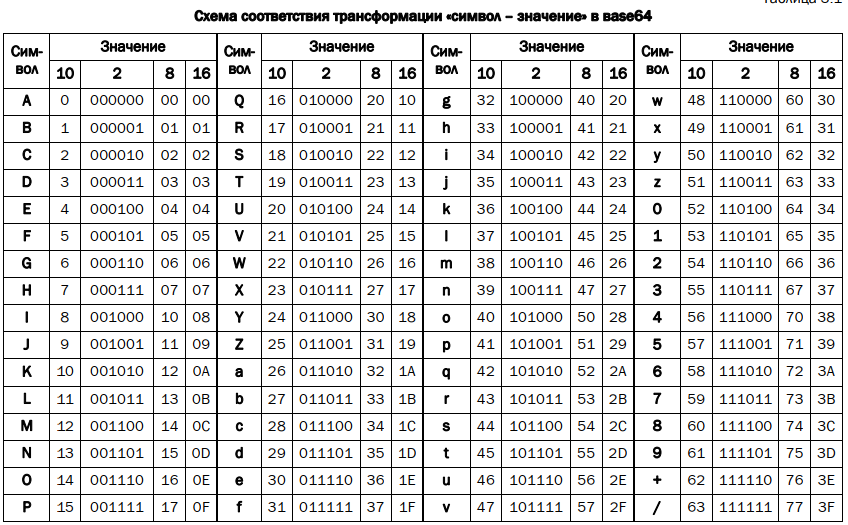 Таблица 3.1
Схема соответствия трансформации «символ – значение» в base64
Сим-вол Значение Сим-вол Значение Сим-вол Значение Сим-вол Значение
10 2 8 16 10 2 8 16 10 2 8 16 10 2 8 16
A 0 000000 00 00 Q 16 010000 20 10 g 32 100000 40 20 w 48 110000 60 30
B 1 000001 01 01 R 17 010001 21 11 h 33 100001 41 21 x 49 110001 61 31
C 2 000010 02 02 S 18 010010 22 12 i 34 100010 42 22 y 50 110010 62 32
D 3 000011 03 03 T 19 010011 23 13 j 35 100011 43 23 z 51 110011 63 33
E 4 000100 04 04 U 20 010100 24 14 k 36 100100 44 24 0 52 110100 64 34
F 5 000101 05 05 V 21 010101 25 15 l 37 100101 45 25 1 53 110101 65 35
G 6 000110 06 06 W 22 010110 26 16 m 38 100110 46 26 2 54 110110 66 36
H 7 000111 07 07 X 23 010111 27 17 n 39 100111 47 27 3 55 110111 67 37
I 8 001000 10 08 Y 24 011000 30 18 o 40 101000 50 28 4 56 111000 70 38
J 9 001001 11 09 Z 25 011001 31 19 p 41 101001 51 29 5 57 111001 71 39
K 10 001010 12 0A a 26 011010 32 1A q 42 101010 52 2A 6 58 111010 72 3A
L 11 001011 13 0B b 27 011011 33 1B r 43 101011 53 2B 7 59 111011 73 3B
M 12 001100 14 0C c 28 011100 34 1C s 44 101100 54 2C 8 60 111100 74 3C
N 13 001101 15 0D d 29 011101 35 1D t 45 101101 55 2D 9 61 111101 75 3D
O 14 001110 16 0E e 30 011110 36 1E u 46 101110 56 2E + 62 111110 76 3E
P 15 001111 17 0F f 31 011111 37 1F v 47 101111 57 2F / 63 111111 77 3F